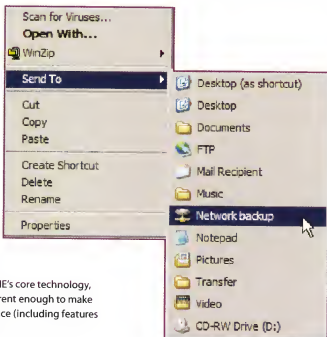 Scan for Viruses...
Open With...
WinZip
Send To
Cut
Copy
Paste
Create Shortcut
Delete
Rename
Properties
Desktop (as shortcut)
Desktop
Documents
FTP
Mail Recipient
Music
Network backup
Notepad
Pictures
Transfer
Video
CD-RW Drive (D:)
IE's core technology,
rent enough to make
ce (including features